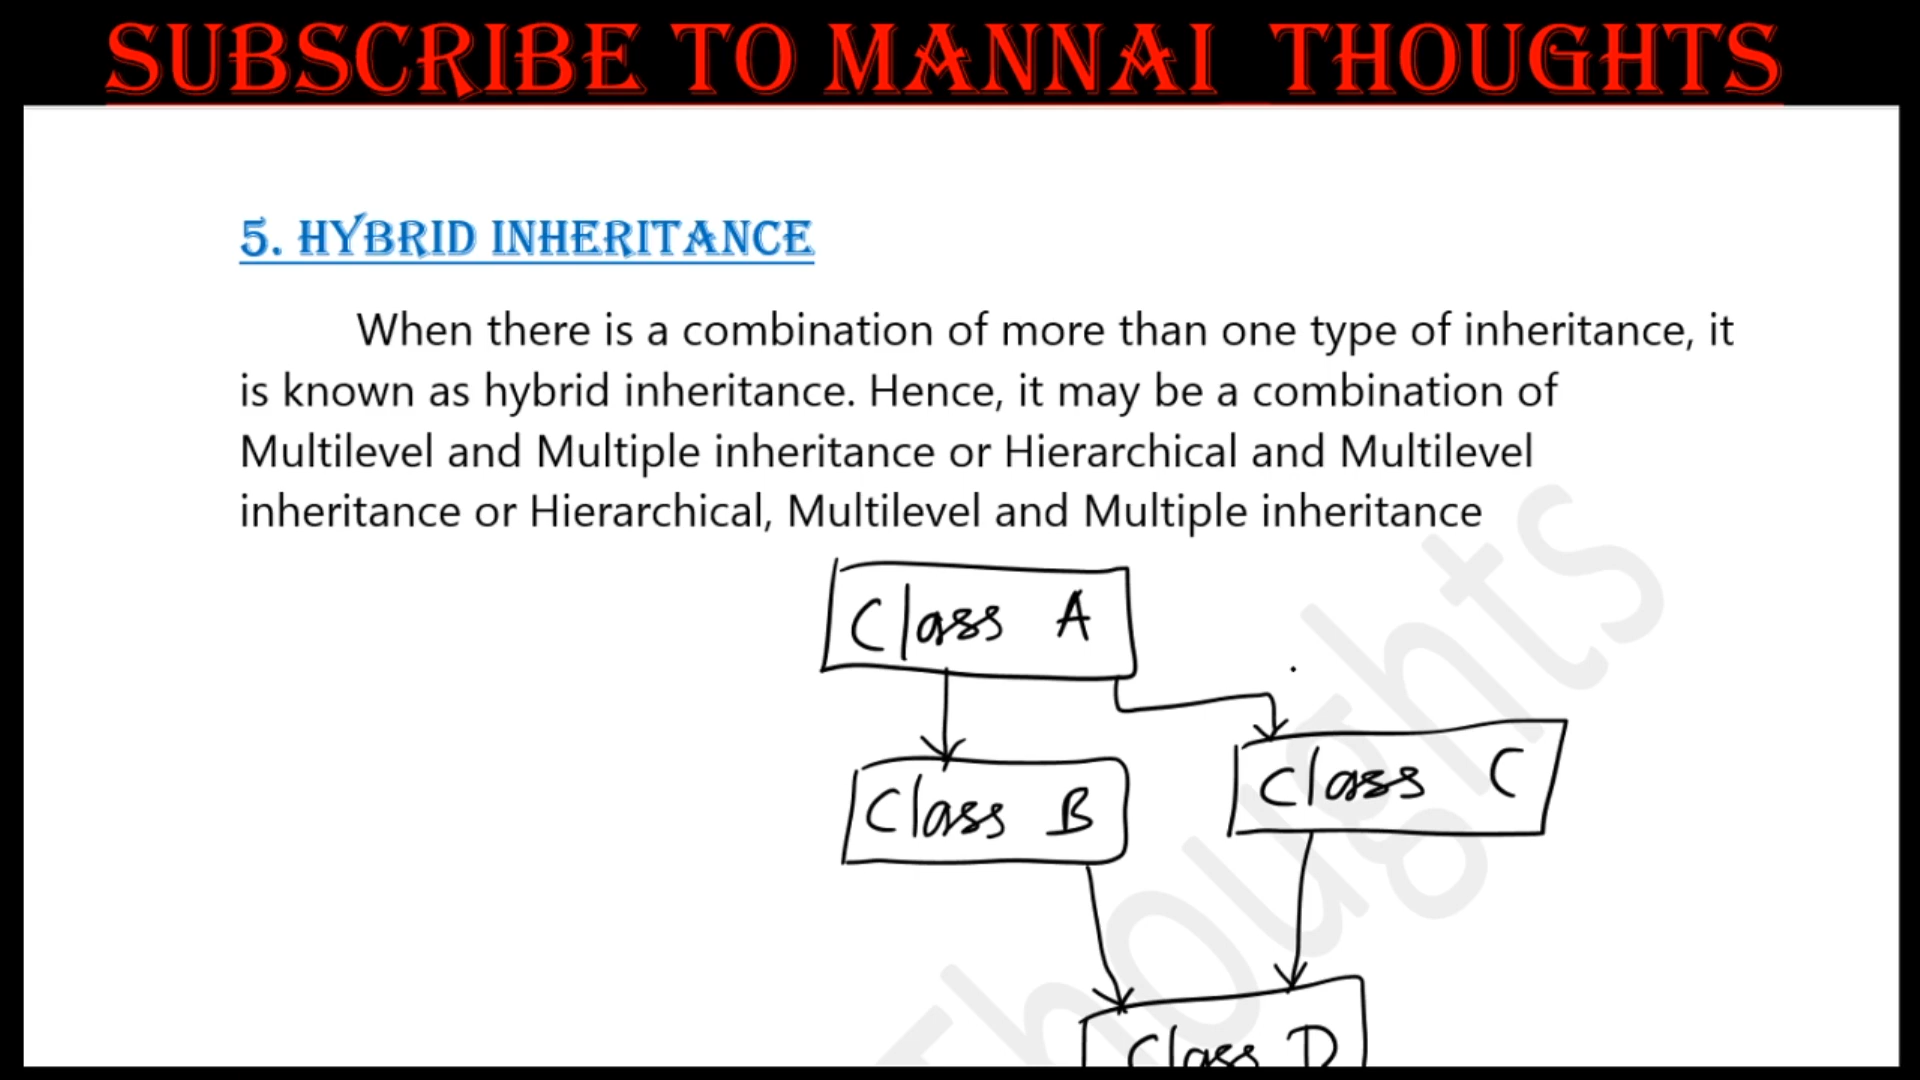 SUBSCRIBE TO MANNAI THOUGHTS
5. HYBRID INHERITANCE
When there is a combination of more than one type of inheritance, it
is known as hybrid inheritance. Hence, it may be a combination of
Multilevel and Multiple inheritance or Hierarchical and Multilevel
inheritance or Hierarchical, Multilevel and Multiple inheritance
Class A
Class B
Class C
Class D
Thoughts